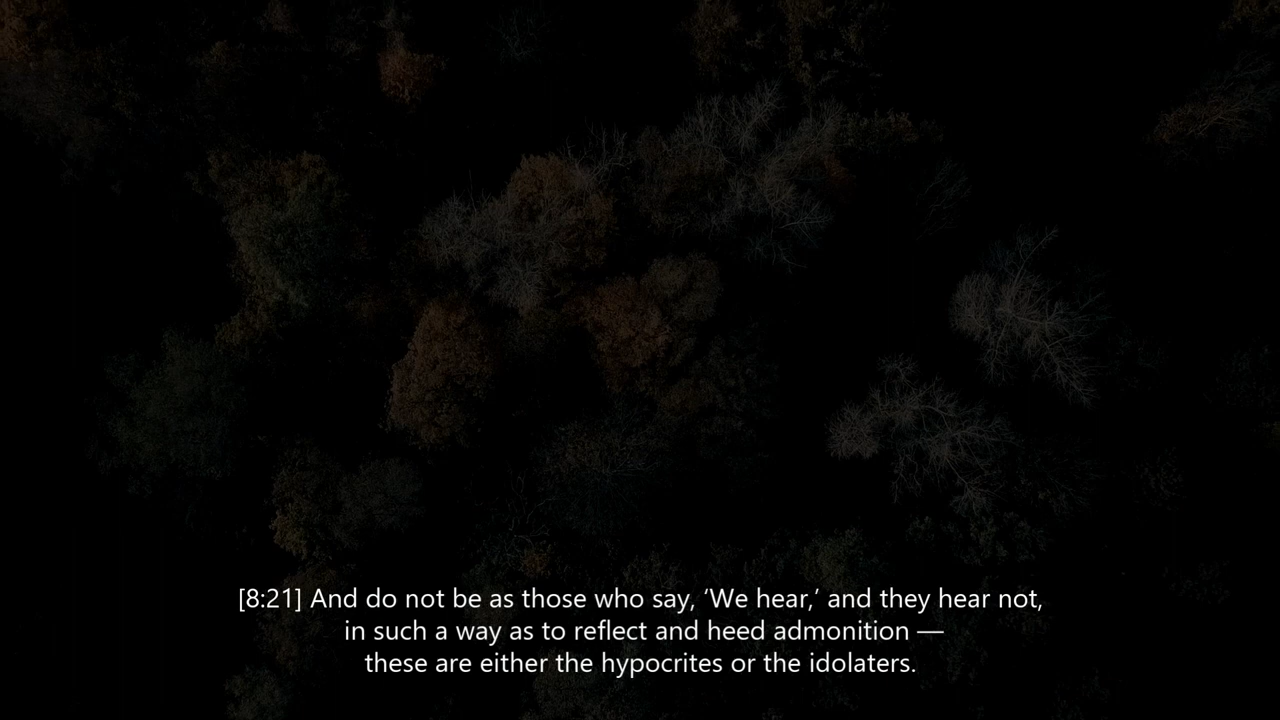 [8:21] And do not be as those who say, ‘We hear,’ and they hear not,
in such a way as to reflect and heed admonition —
these are either the hypocrites or the idolaters.